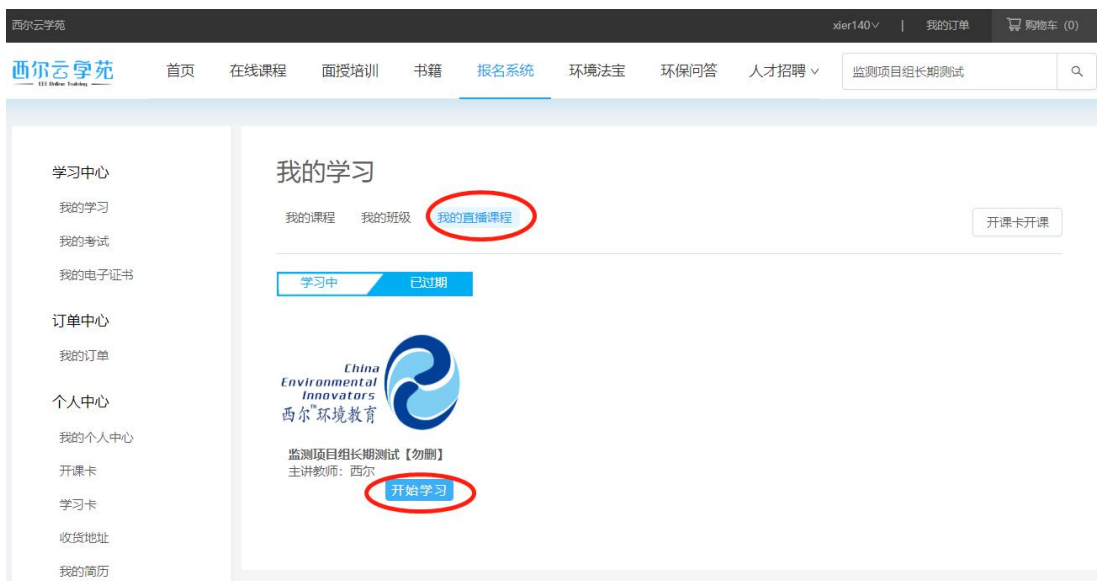 西尔云学苑
xier140 | 我的订单 购物车 (0)
西尔云学苑
首页 在线课程 面授培训 书籍 报名系统 环境法宝 环保问答 人才招聘 监测项目组长期测试
学习中心
我的学习
我的考试
我的电子证书
订单中心
我的订单
个人中心
我的个人中心
开课卡
学习卡
收货地址
我的简历
我的学习
我的课程 我的班级 我的直播课程 开课卡开课
学习中 已过期
China
Environmental
Innovators
西尔™环境教育
监测项目组长期测试【勿删】
主讲教师：西尔
开始学习